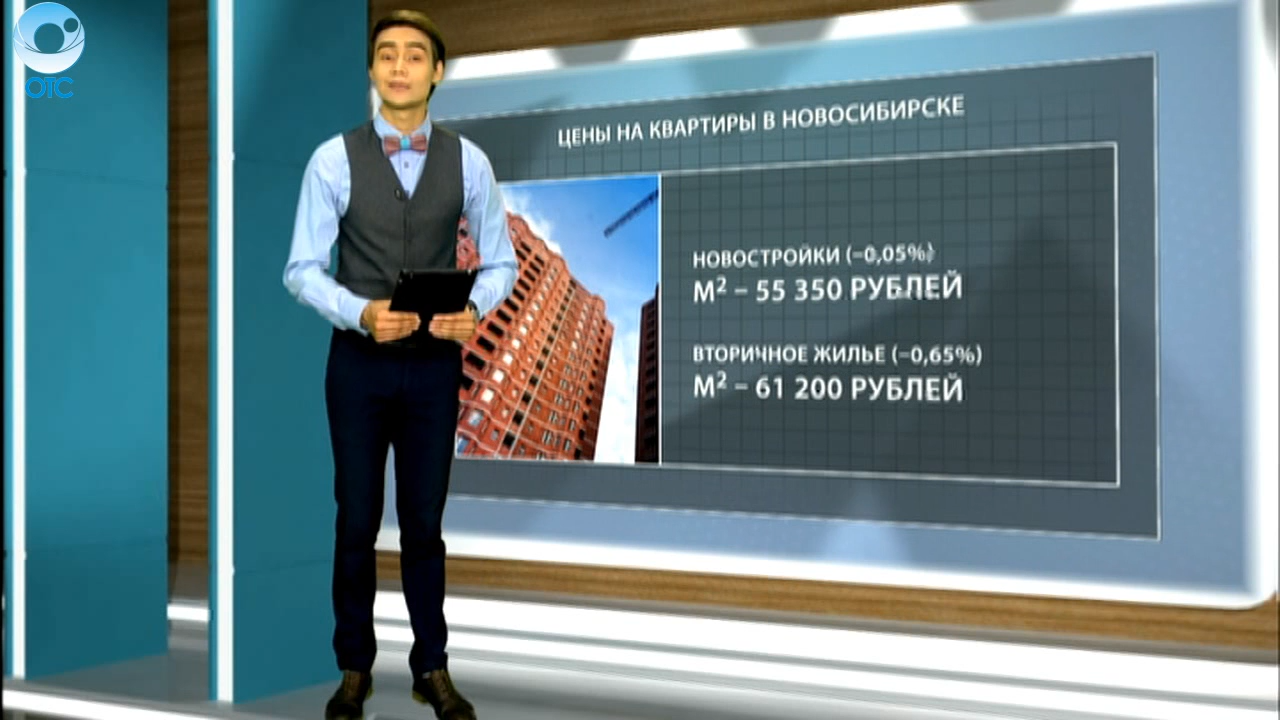 ОТС
ЦЕНЫ НА КВАРТИРЫ В НОВОСИБИРСКЕ
НОВОСТРОЙКИ (−0,05%)
М² – 55 350 РУБЛЕЙ
ВТОРИЧНОЕ ЖИЛЬЕ (−0,65%)
М² – 61 200 РУБЛЕЙ